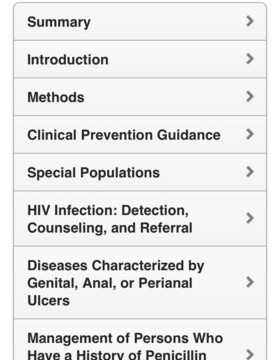 Summary
Introduction
Methods
Clinical Prevention Guidance
Special Populations
HIV Infection: Detection,
Counseling, and Referral
Diseases Characterized by
Genital, Anal, or Perianal
Ulcers
Management of Persons Who
Have a History of Penicillin